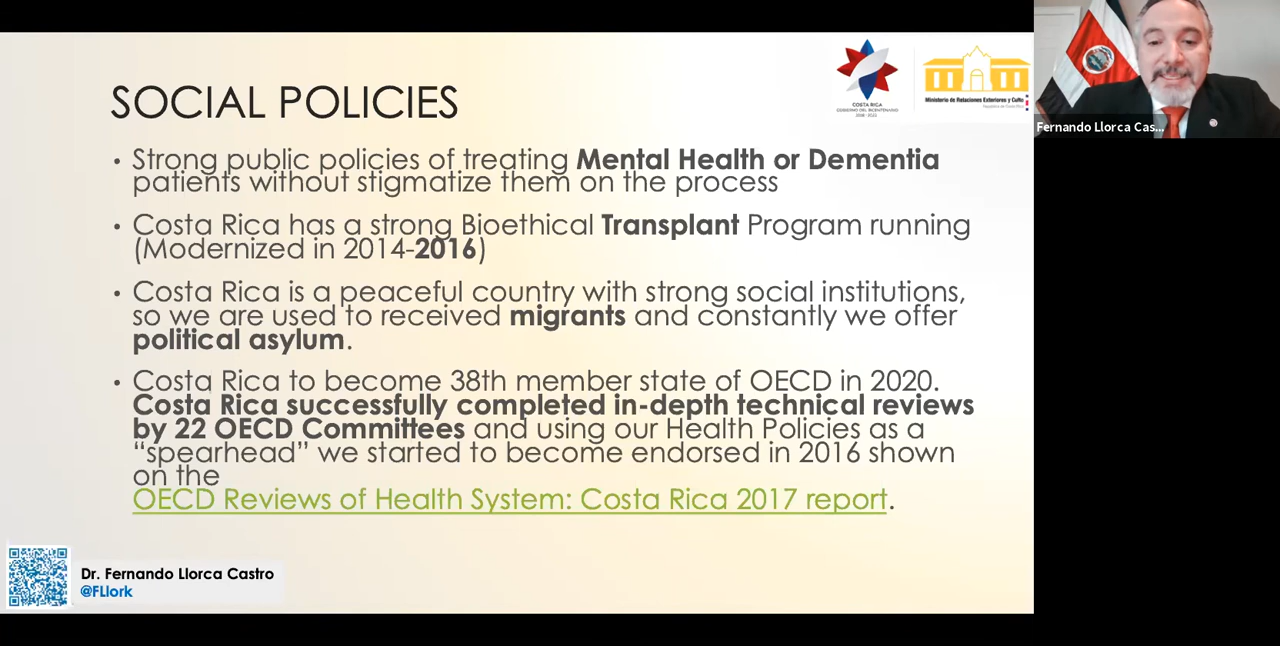 SOCIAL POLICIES
• Strong public policies of treating Mental Health or Dementia
patients without stigmatize them on the process
• Costa Rica has a strong Bioethical Transplant Program running
(Modernized in 2014-2016)
• Costa Rica is a peaceful country with strong social institutions,
so we are used to received migrants and constantly we offer
political asylum.
• Costa Rica to become 38th member state of OECD in 2020.
Costa Rica successfully completed in-depth technical reviews
by 22 OECD Committees and using our Health Policies as a
“spearhead” we started to become endorsed in 2016 shown
on the
OECD Reviews of Health System: Costa Rica 2017 report.
Dr. Fernando Llorca Castro
@FLlork
COSTA RICA
GOBIERNO DEL BICENTENARIO
Ministerio de Relaciones Exteriores y Culto
Fernando Llorca Cas...